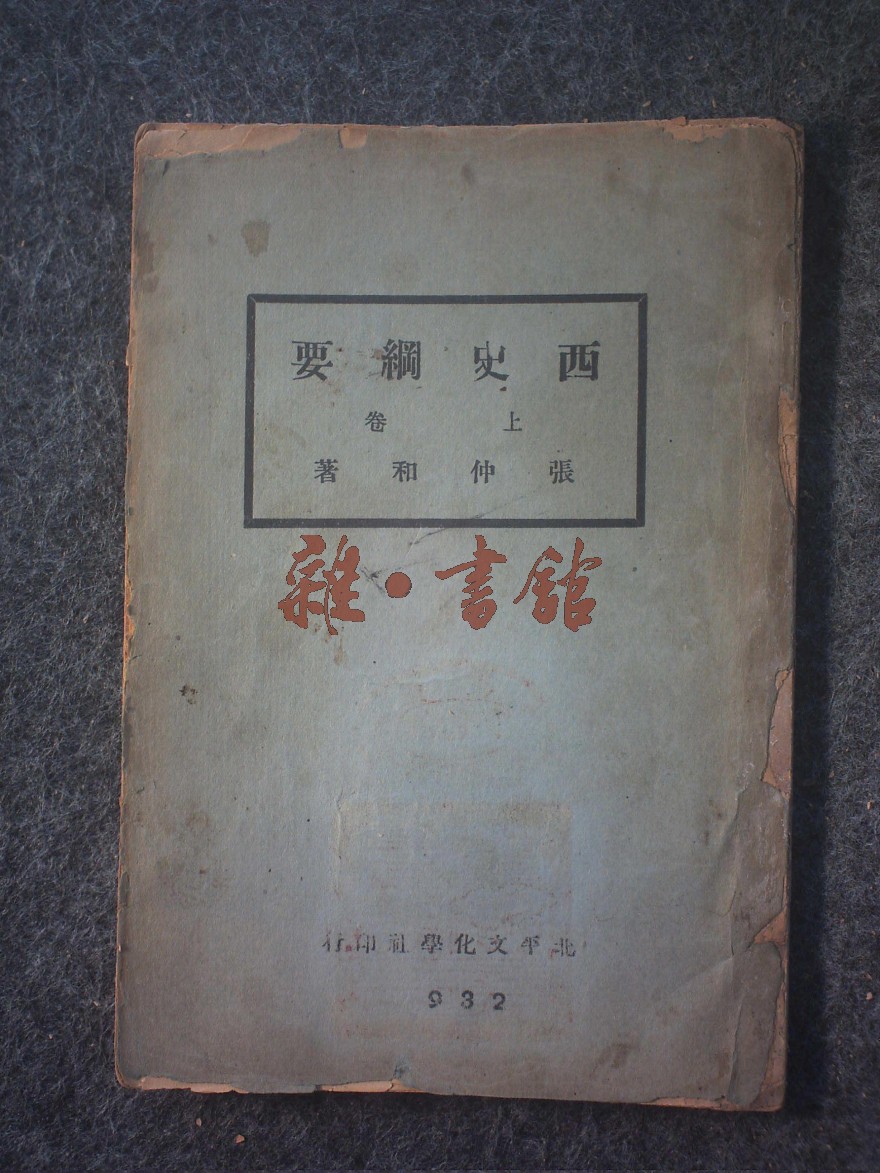 西史綱要
上卷
張仲和著
雜·書館
北平文化學社印行
932